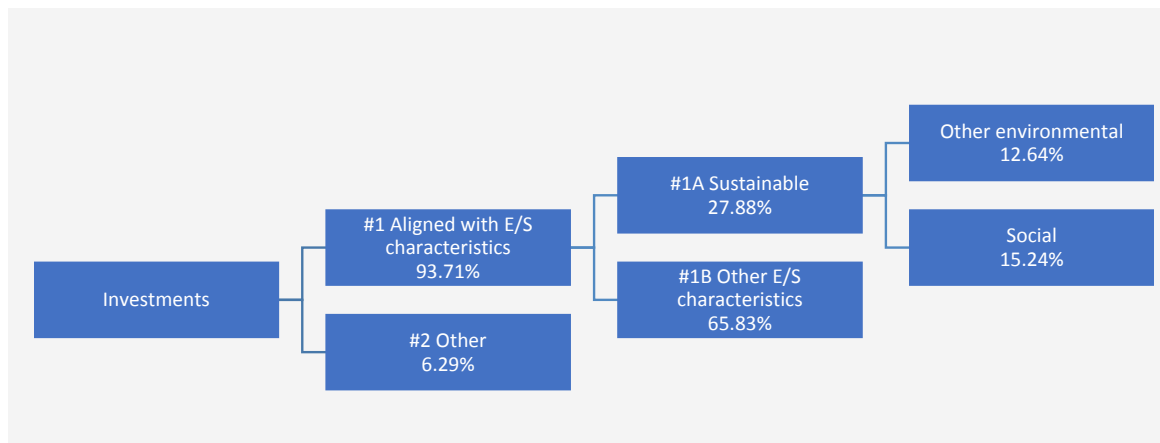 Investments
#1 Aligned with E/S
characteristics
93.71%
#2 Other
6.29%
#1A Sustainable
27.88%
#1B Other E/S
characteristics
65.83%
Other environmental
12.64%
Social
15.24%